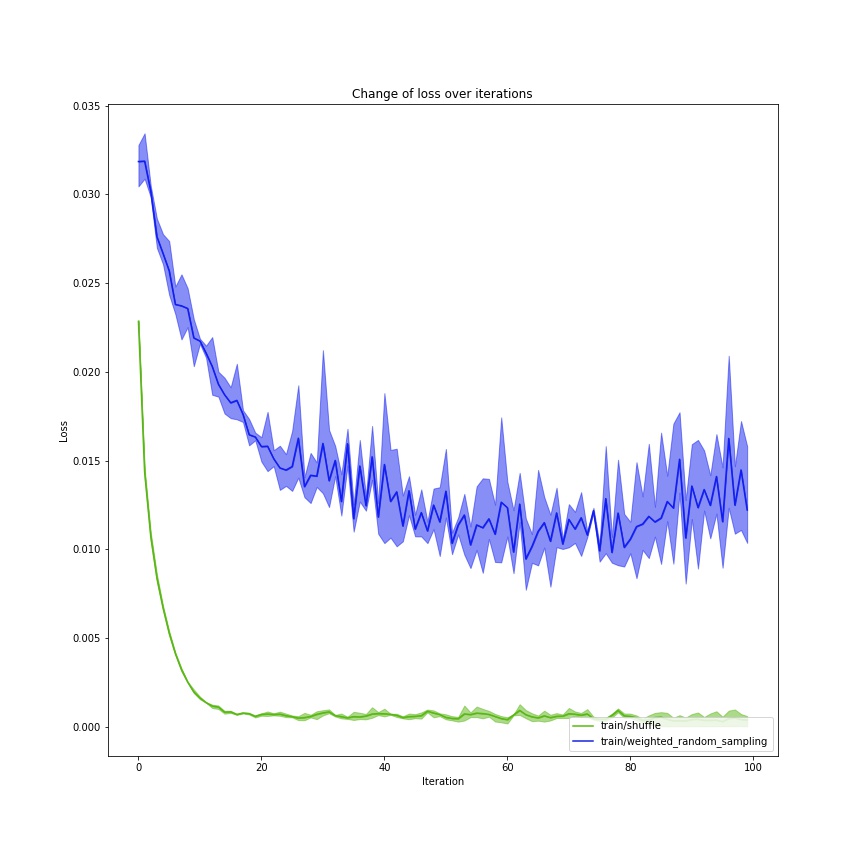 Change of loss over iterations
0.035
0.030
0.025
0.020
0.015
0.010
0.005
0.000
Loss
train/shuffle
train/weighted_random_sampling
0 20 40 60 80 100
Iteration